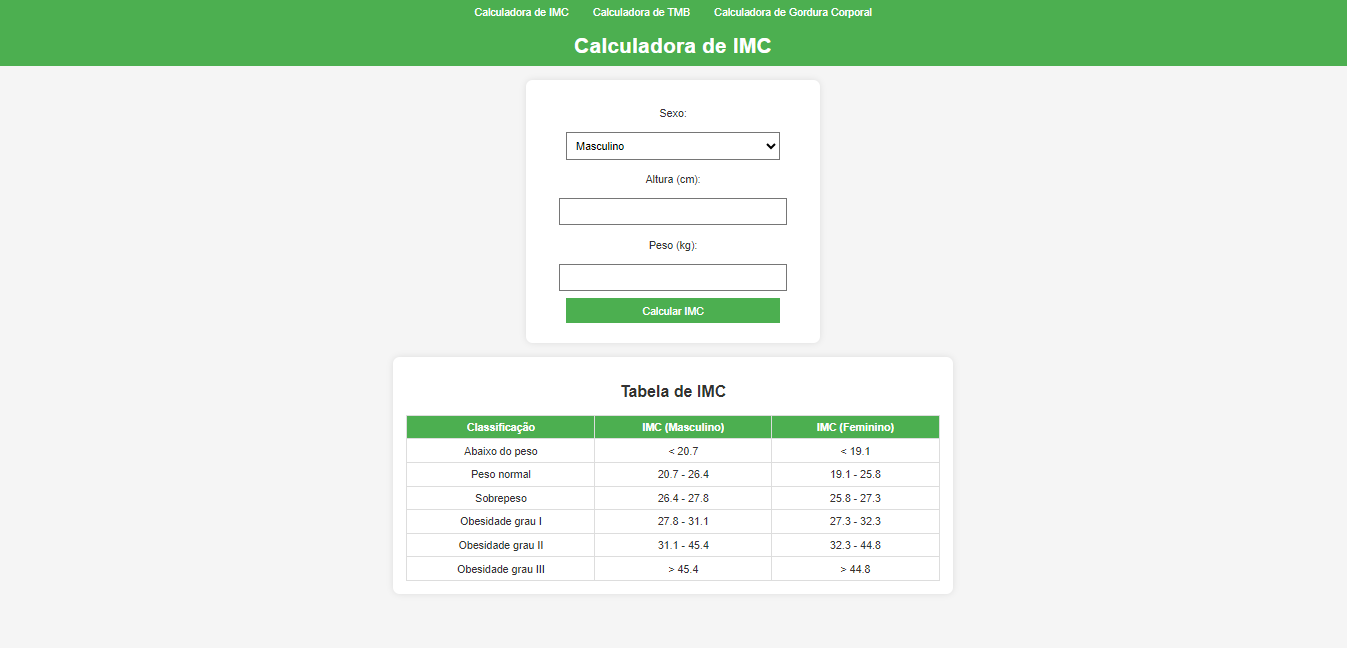 Calculadora de IMC Calculadora de TMB Calculadora de Gordura Corporal
Calculadora de IMC
Sexo:
Masculino
Altura (cm):
Peso (kg):
Calcular IMC
Tabela de IMC
Classificação IMC (Masculino) IMC (Feminino)
Abaixo do peso < 20.7 < 19.1
Peso normal 20.7 - 26.4 19.1 - 25.8
Sobrepeso 26.4 - 27.8 25.8 - 27.3
Obesidade grau I 27.8 - 31.1 27.3 - 32.3
Obesidade grau II 31.1 - 45.4 32.3 - 44.8
Obesidade grau III > 45.4 > 44.8